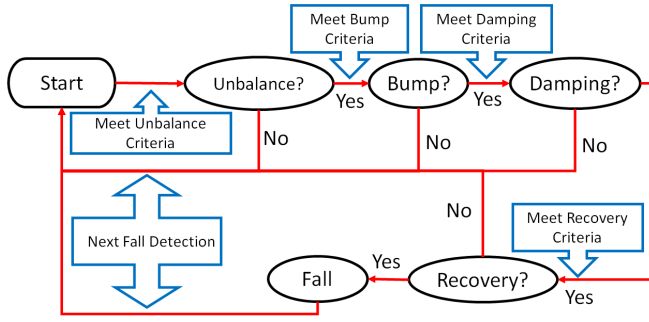 Meet Bump
Criteria
Meet Damping
Criteria
Start
Unbalance?
Yes
Bump?
Yes
Damping?
Meet Unbalance
Criteria
No
No
No
Next Fall Detection
No
Meet Recovery
Criteria
Fall
Yes
Recovery?
Yes